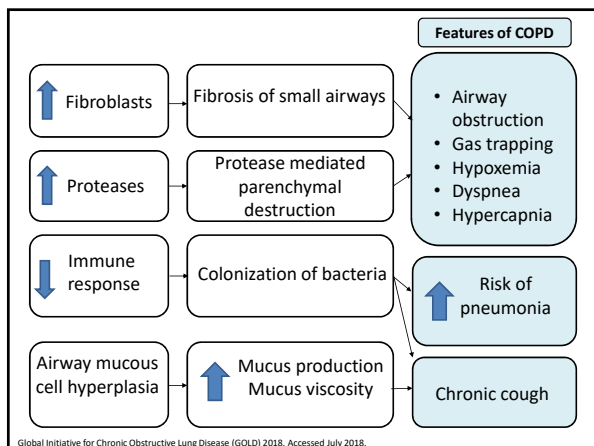 Features of COPD
Fibroblasts
Fibrosis of small airways
• Airway
obstruction
• Gas trapping
• Hypoxemia
• Dyspnea
• Hypercapnia
Proteases
Protease mediated
parenchymal
destruction
Immune
response
Colonization of bacteria
Risk of
pneumonia
Airway mucous
cell hyperplasia
Mucus production
Mucus viscosity
Chronic cough
Global Initiative for Chronic Obstructive Lung Disease (GOLD) 2018. Accessed July 2018.